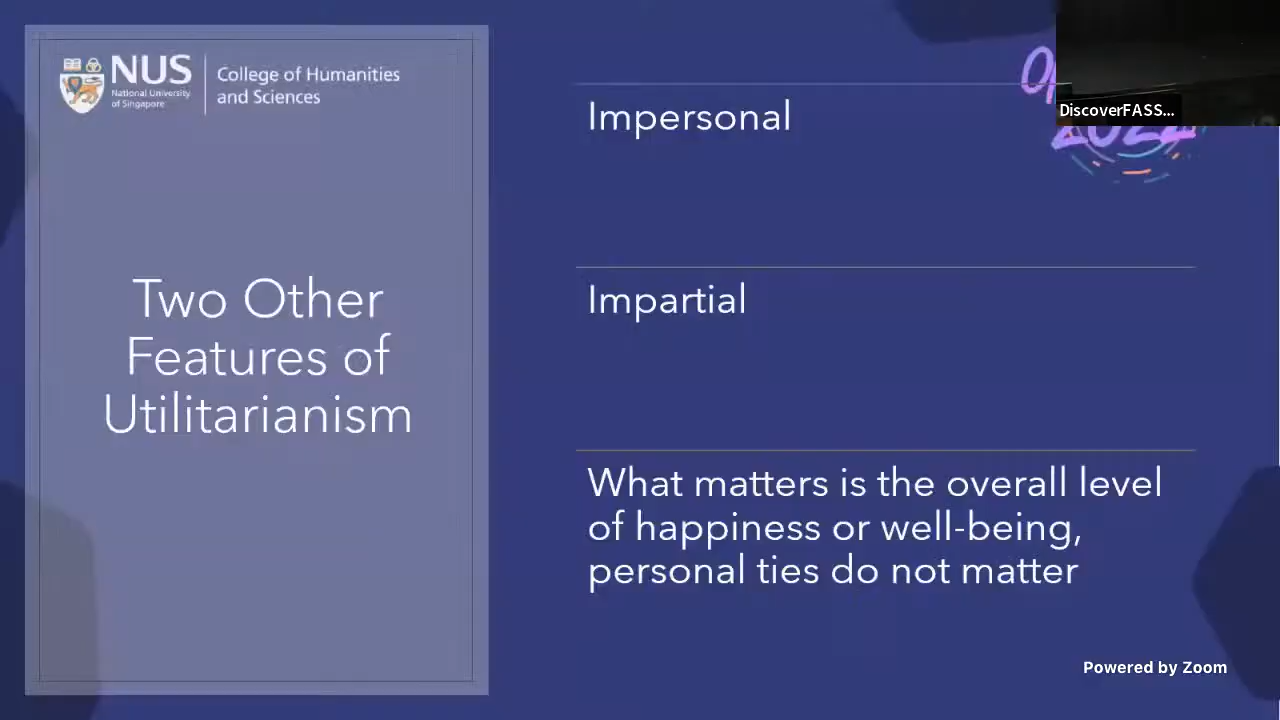 NUS
National University
of Singapore
College of Humanities
and Sciences
Two Other
Features of
Utilitarianism
Impersonal
Impartial
What matters is the overall level
of happiness or well-being,
personal ties do not matter
DiscoverFASS...
2022
Powered by Zoom